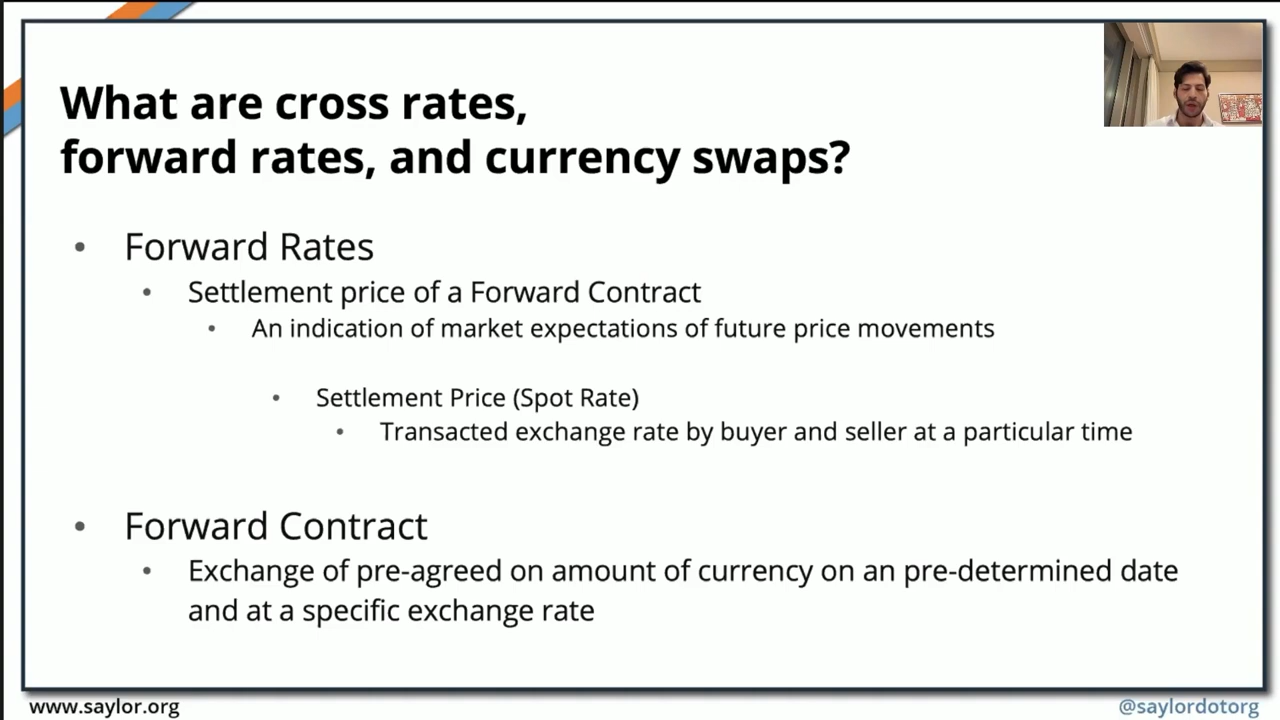 What are cross rates,
forward rates, and currency swaps?
• Forward Rates
• Settlement price of a Forward Contract
• An indication of market expectations of future price movements
• Settlement Price (Spot Rate)
• Transacted exchange rate by buyer and seller at a particular time
• Forward Contract
• Exchange of pre-agreed on amount of currency on an pre-determined date
and at a specific exchange rate
www.saylor.org
@saylordotorg